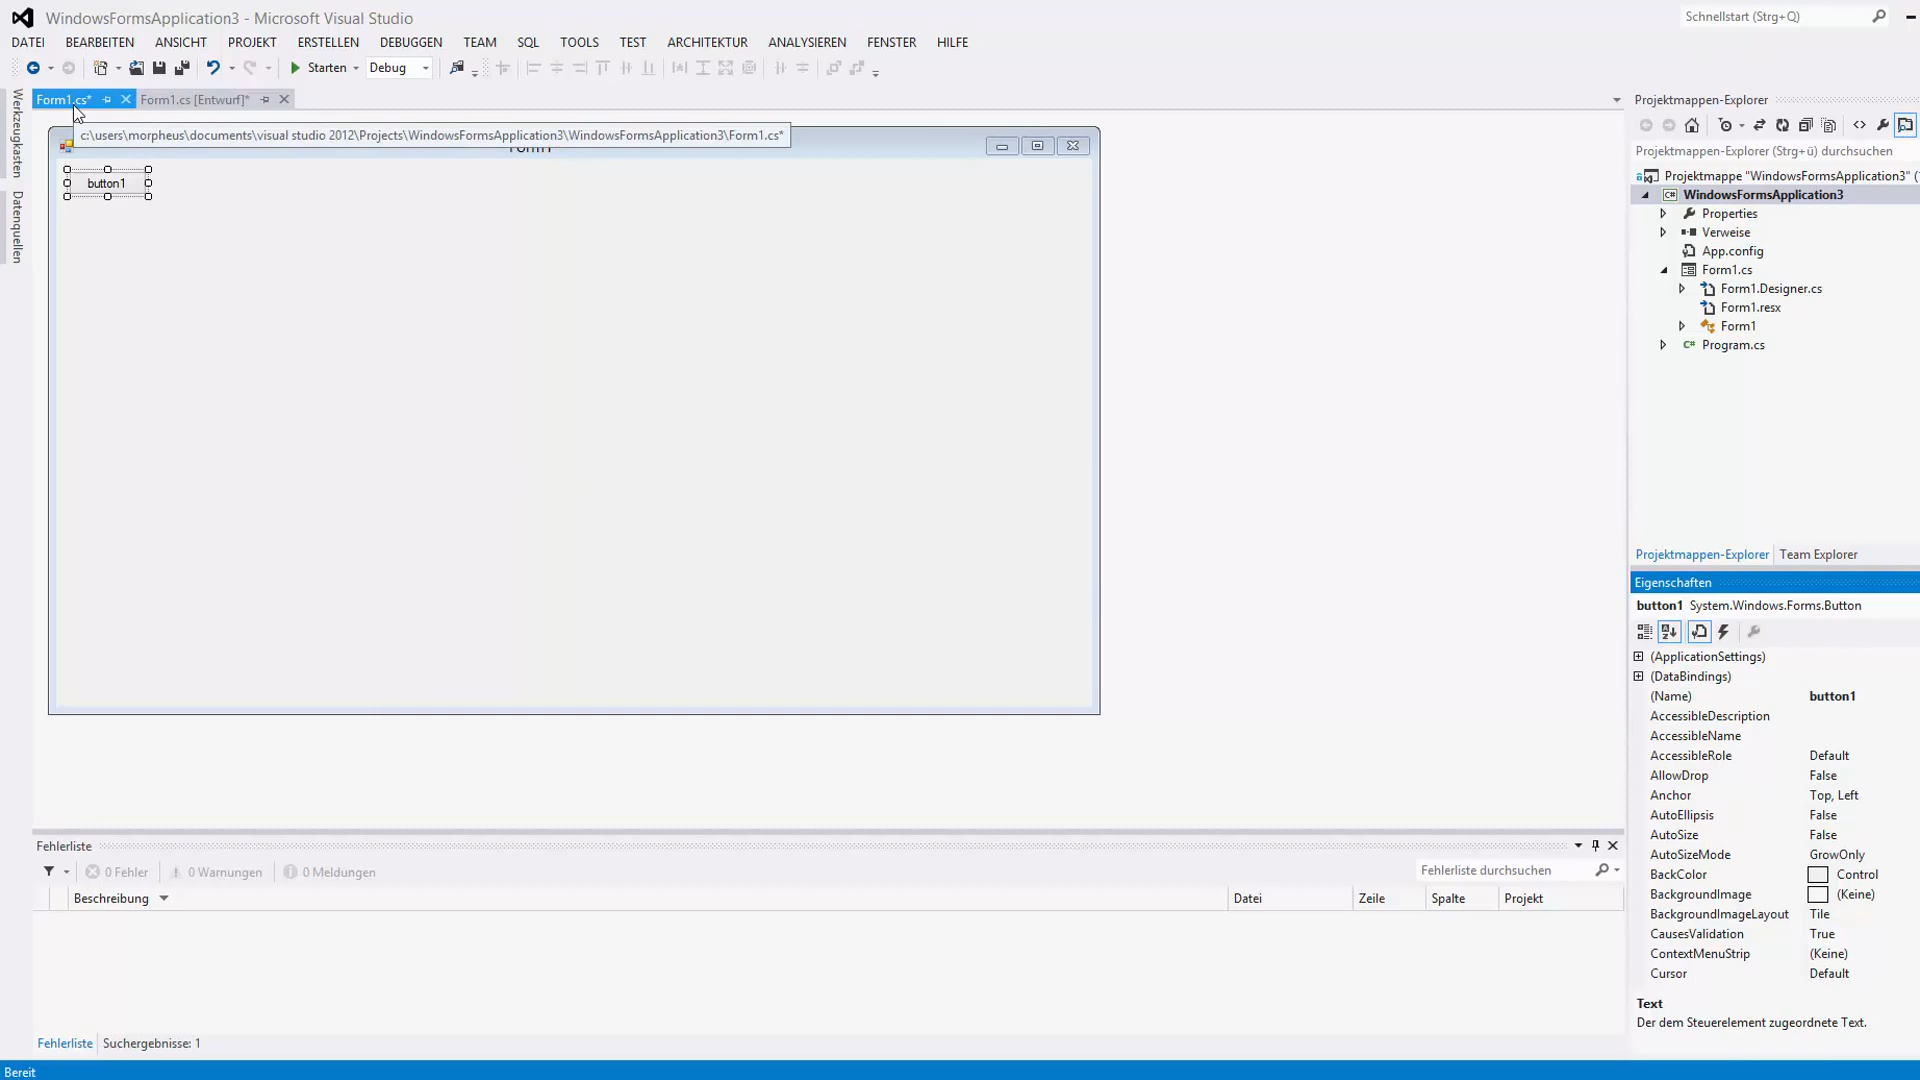 WindowsFormsApplication3 - Microsoft Visual Studio
Schnellstart (Strg+Q)
DATEI BEARBEITEN ANSICHT PROJEKT ERSTELLEN DEBUGGEN TEAM SQL TOOLS TEST ARCHITEKTUR ANALYSIEREN FENSTER HILFE
Starten Debug
Werkzeugkasten
Datenquellen
Form1.cs* Form1.cs [Entwurf]*
c:\users\morpheus\documents\visual studio 2012\Projects\WindowsFormsApplication3\WindowsFormsApplication3\Form1.cs*
Form1
button1
Projektmappen-Explorer
Projektmappen-Explorer (Strg+ü) durchsuchen
Projektmappe "WindowsFormsApplication3" (
C# WindowsFormsApplication3
Properties
Verweise
App.config
Form1.cs
Form1.Designer.cs
Form1.resx
Form1
C# Program.cs
Projektmappen-Explorer Team Explorer
Eigenschaften
button1 System.Windows.Forms.Button
(ApplicationSettings)
(DataBindings)
(Name) button1
AccessibleDescription
AccessibleName
AccessibleRole Default
AllowDrop False
Anchor Top, Left
AutoEllipsis False
AutoSize False
AutoSizeMode GrowOnly
BackColor Control
BackgroundImage (Keine)
BackgroundImageLayout Tile
CausesValidation True
ContextMenuStrip (Keine)
Cursor Default
Text
Der dem Steuerelement zugeordnete Text.
Fehlerliste
0 Fehler 0 Warnungen 0 Meldungen
Fehlerliste durchsuchen
Beschreibung Datei Zeile Spalte Projekt
Fehlerliste Suchergebnisse: 1
Bereit